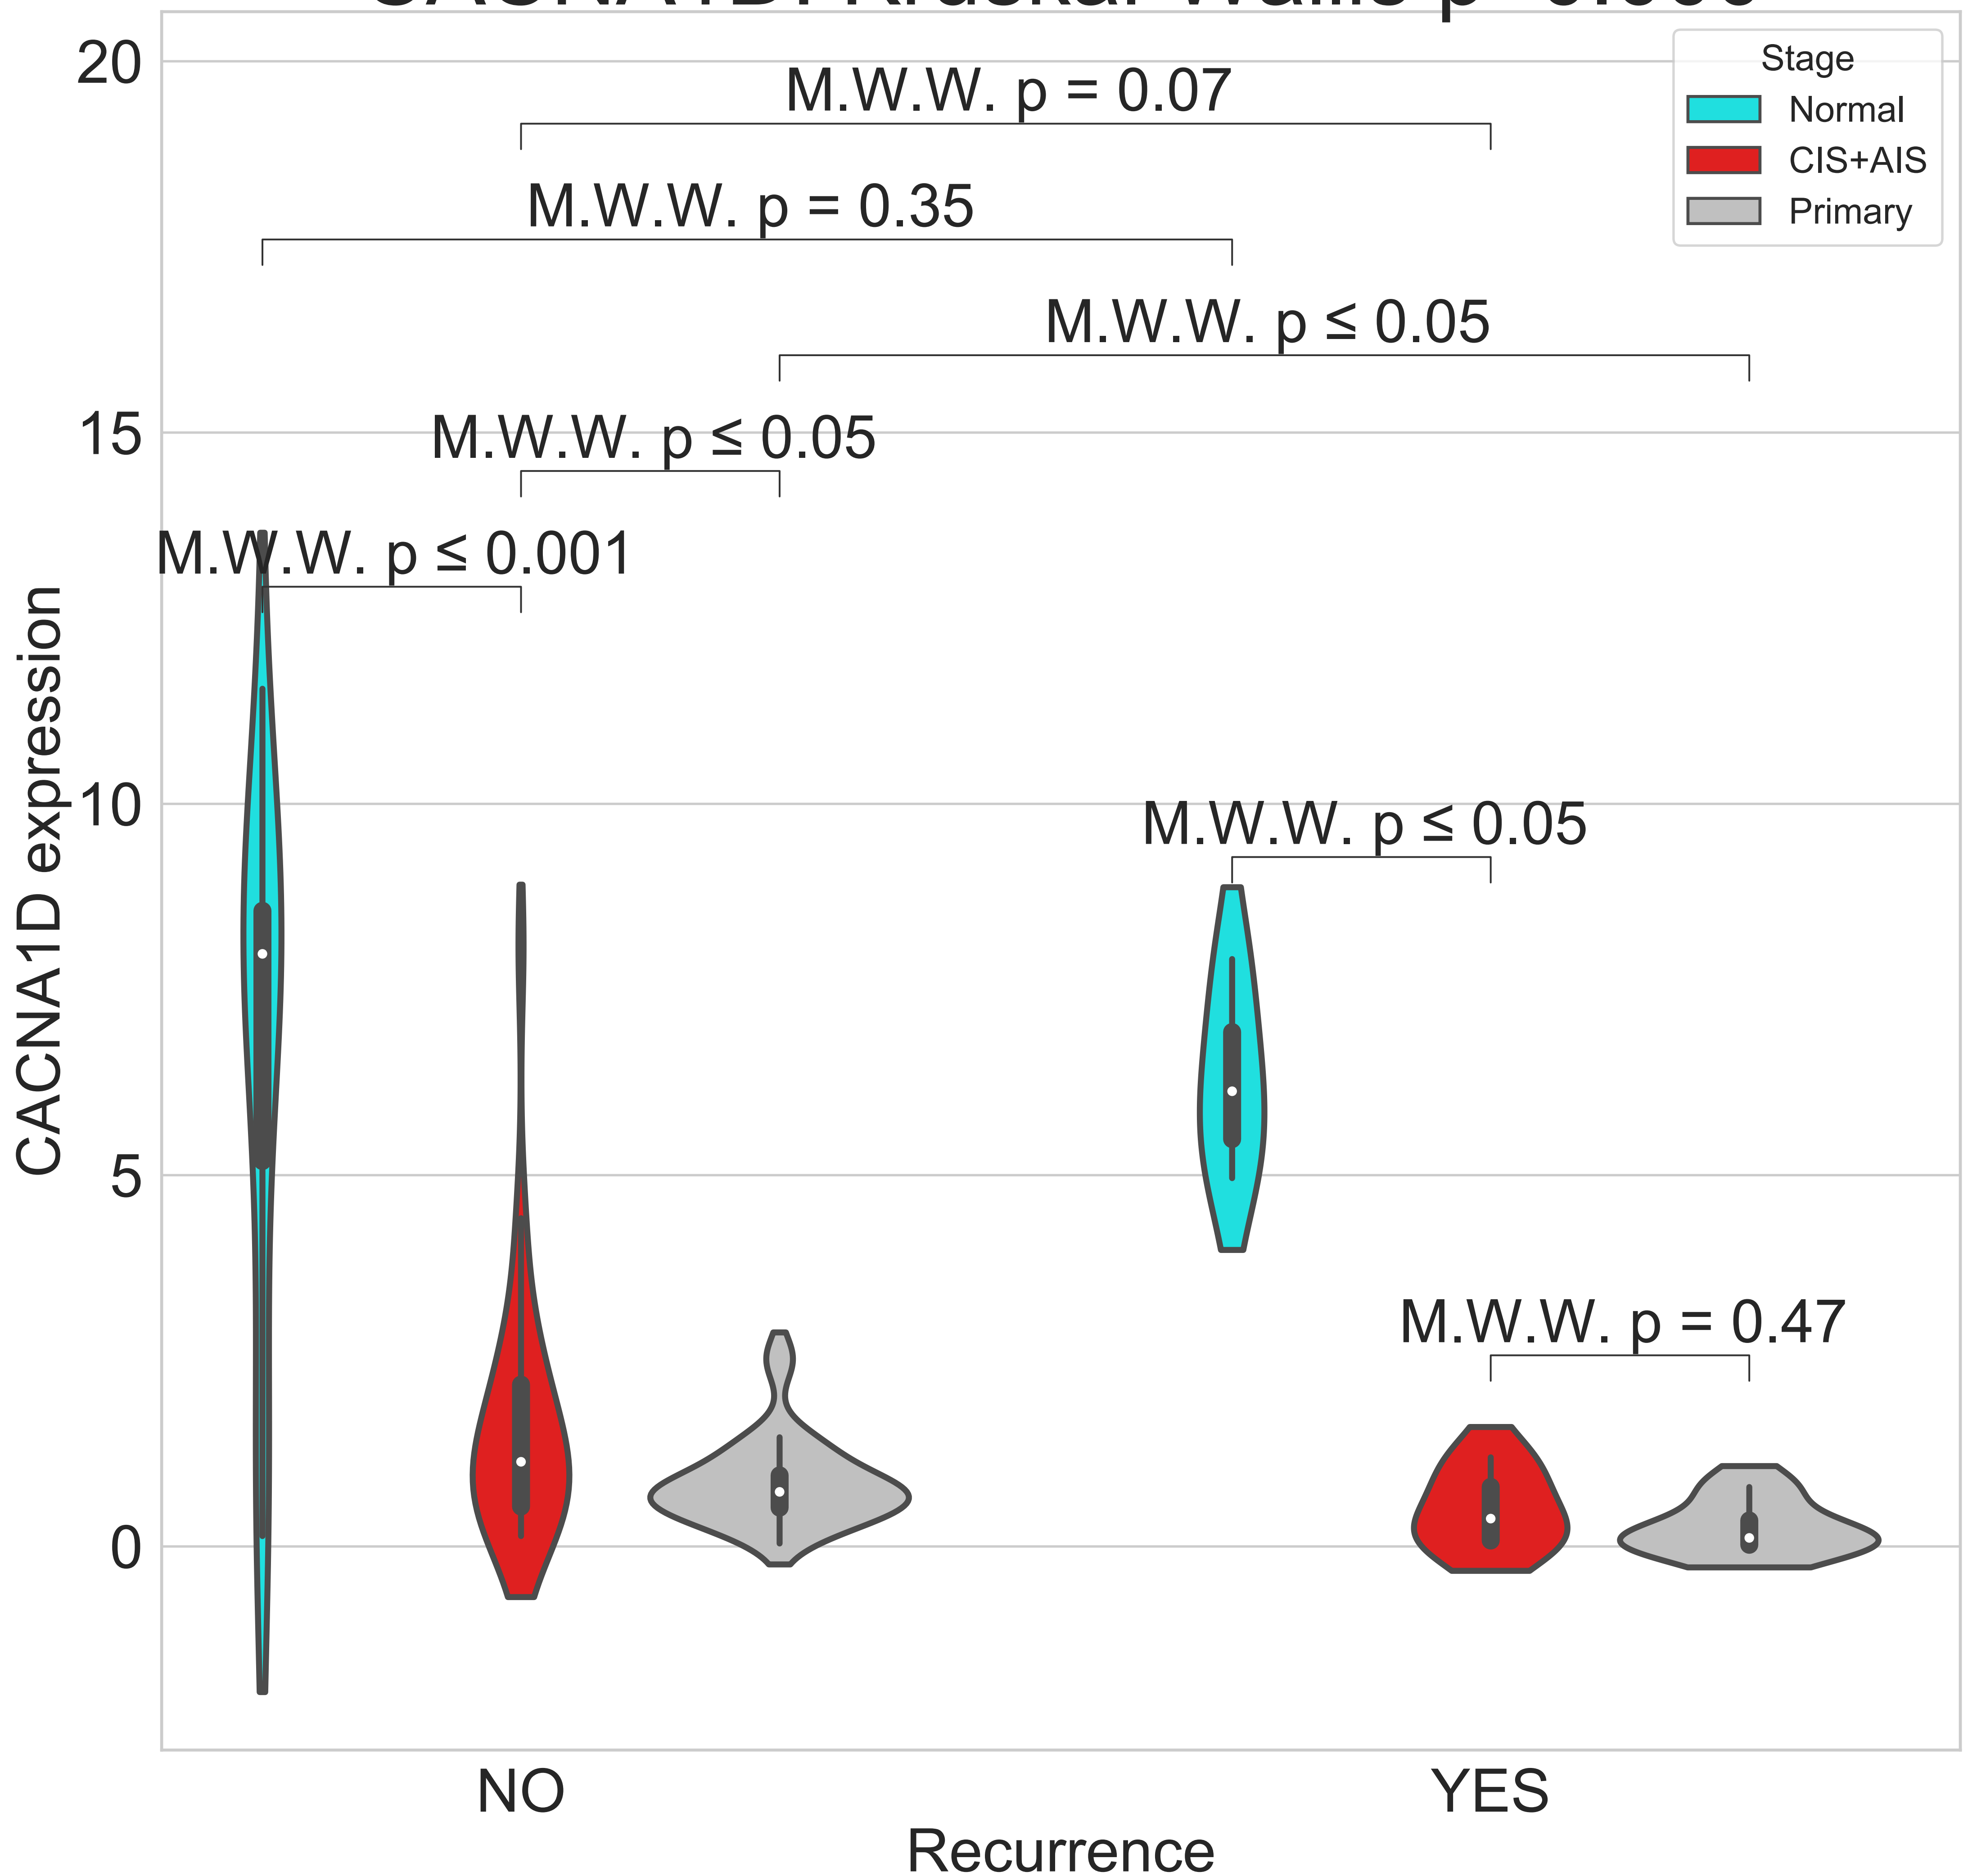 20
15
10
5
0
CACNA1D expression
M.W.W. p = 0.07
M.W.W. p = 0.35
M.W.W. p ≤ 0.05
M.W.W. p ≤ 0.05
M.W.W. p ≤ 0.001
M.W.W. p ≤ 0.05
M.W.W. p = 0.47
Stage
Normal
CIS+AIS
Primary
NO
YES
Recurrence